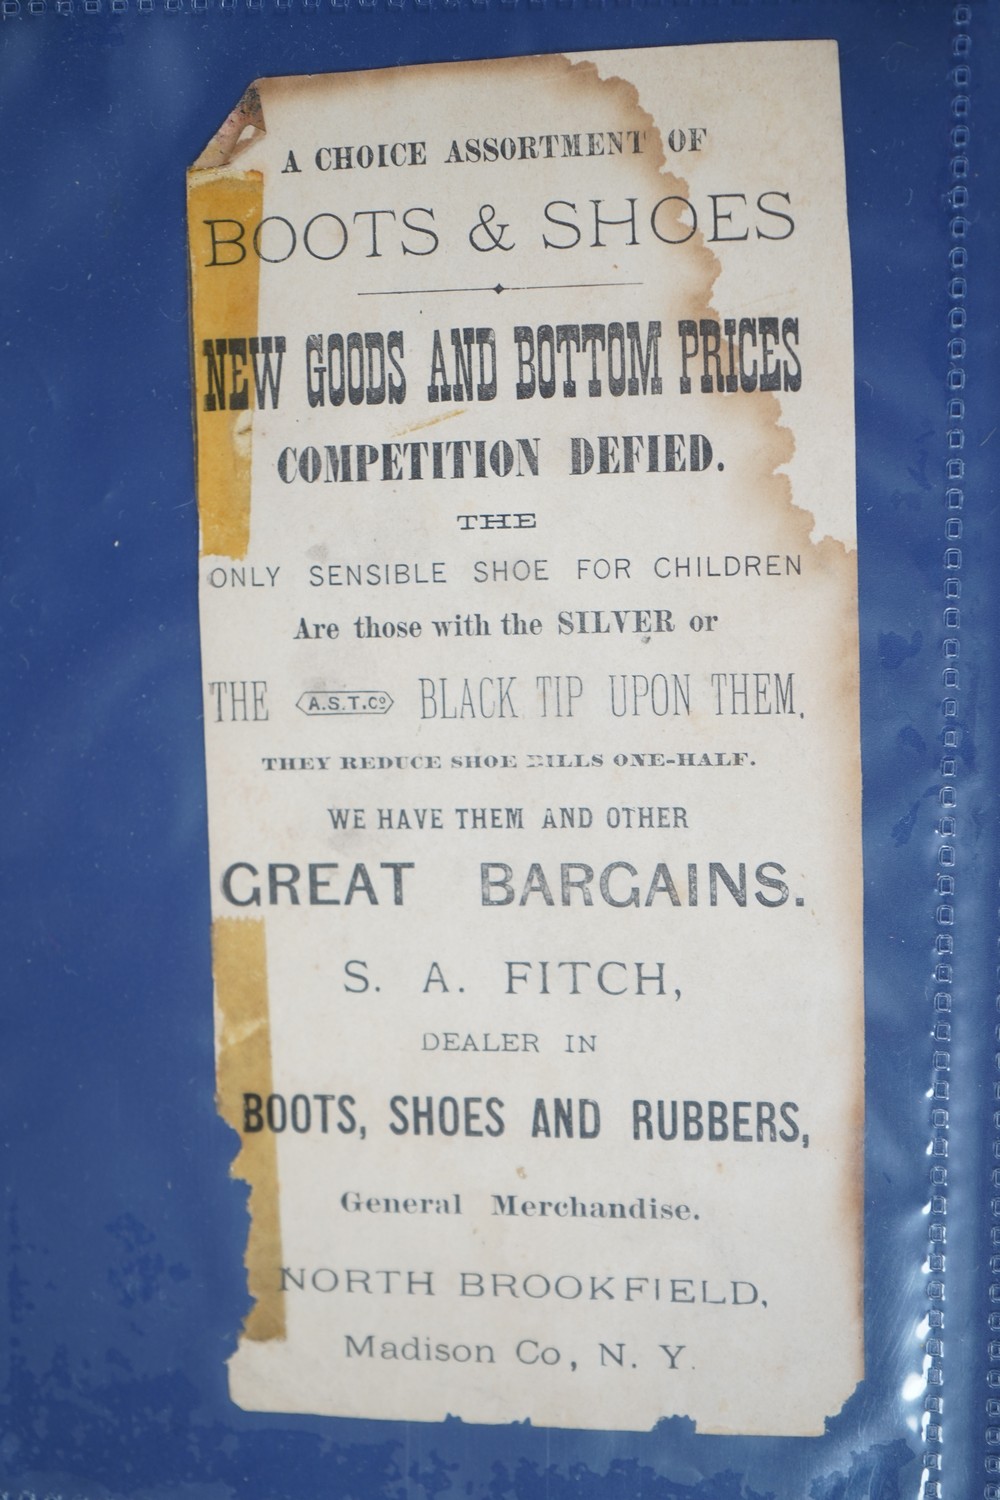 A CHOICE ASSORTMENT OF
BOOTS & SHOES
NEW GOODS AND BOTTOM PRICES
COMPETITION DEFIED.
THE
ONLY SENSIBLE SHOE FOR CHILDREN
Are those with the SILVER or
THE A.S.T.Co BLACK TIP UPON THEM.
THEY REDUCE SHOE BILLS ONE-HALF.
WE HAVE THEM AND OTHER
GREAT BARGAINS.
S. A. FITCH,
DEALER IN
BOOTS, SHOES AND RUBBERS,
General Merchandise.
NORTH BROOKFIELD,
Madison Co, N. Y.